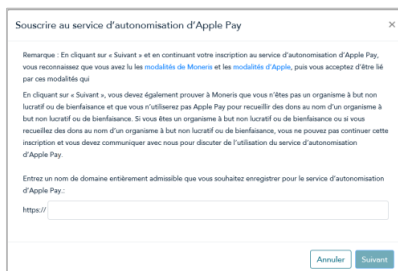 Souscrire au service d'autonomisation d'Apple Pay
×
Remarque : En cliquant sur « Suivant » et en continuant votre inscription au service d'autonomisation d'Apple Pay,
vous reconnaissez que vous avez lu les modalités de Moneris et les modalités d'Apple, puis vous acceptez d'être lié
par ces modalités qui
En cliquant sur « Suivant », vous devez également prouver à Moneris que vous n'êtes pas un organisme à but non
lucratif ou de bienfaisance et que vous n'utiliserez pas Apple Pay pour recueillir des dons au nom d'un organisme à
but non lucratif ou de bienfaisance. Si vous êtes un organisme à but non lucratif ou de bienfaisance ou si vous
recueillez des dons au nom d'un organisme à but non lucratif ou de bienfaisance, vous ne pouvez pas continuer cette
inscription et vous devez communiquer avec nous pour discuter de l'utilisation du service d'autonomisation
d'Apple Pay.
Entrez un nom de domaine entièrement admissible que vous souhaitez enregistrer pour le service d'autonomisation
d'Apple Pay.:
https://
Annuler
Suivant